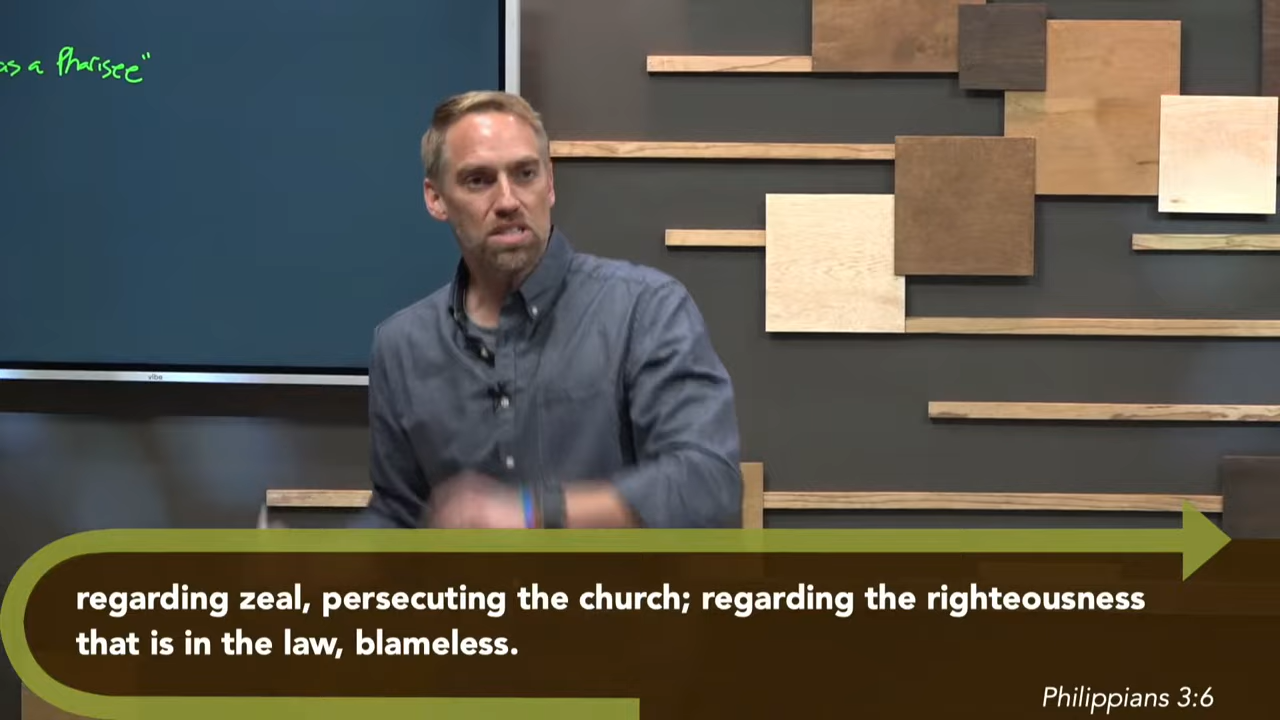 as a Pharisee"
vibe
regarding zeal, persecuting the church; regarding the righteousness
that is in the law, blameless.
Philippians 3:6